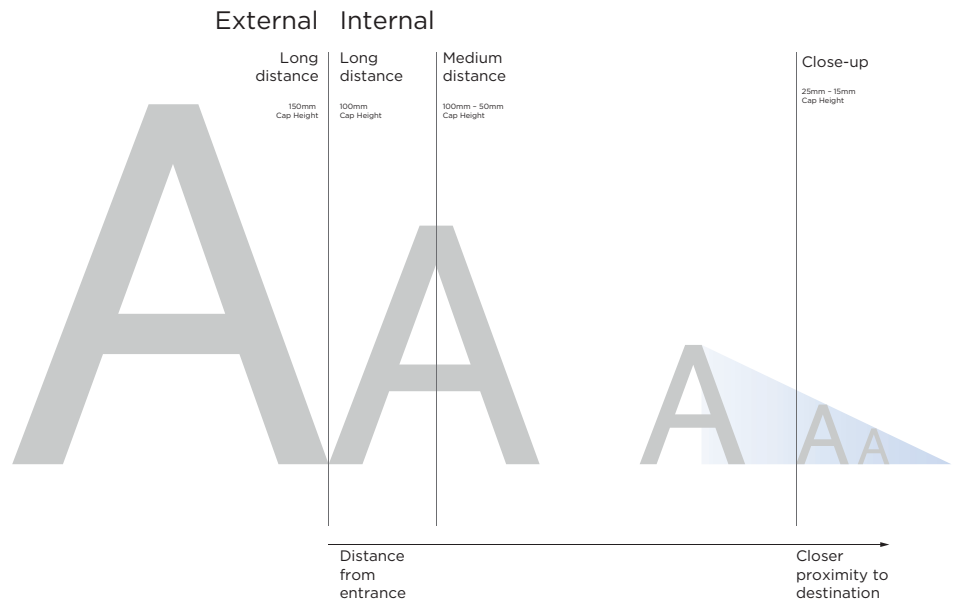 External
Internal
Long
distance
150mm
Cap Height
Long
distance
100mm
Cap Height
Medium
distance
100mm – 50mm
Cap Height
Close-up
25mm – 15mm
Cap Height
A
A
A
A
A
Distance
from
entrance
Closer
proximity to
destination